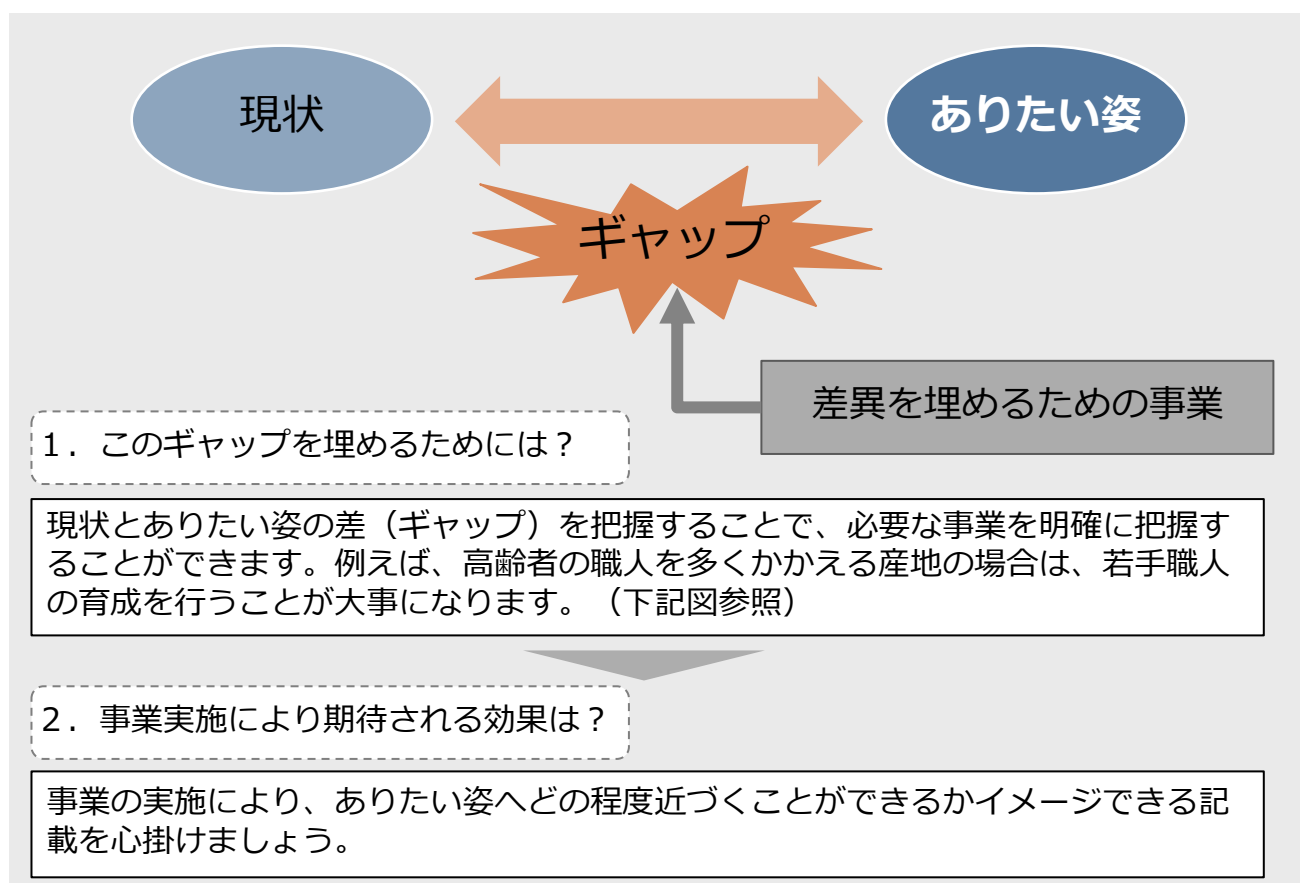 現状
ありたい姿
ギャップ
差異を埋めるための事業
１．このギャップを埋めるためには？
現状とありたい姿の差（ギャップ）を把握することで、必要な事業を明確に把握す
ることができます。例えば、高齢者の職人を多くかかえる産地の場合は、若手職人
の育成を行うことが大事になります。（下記図参照）
２．事業実施により期待される効果は？
事業の実施により、ありたい姿へどの程度近づくことができるかイメージできる記
載を心掛けましょう。